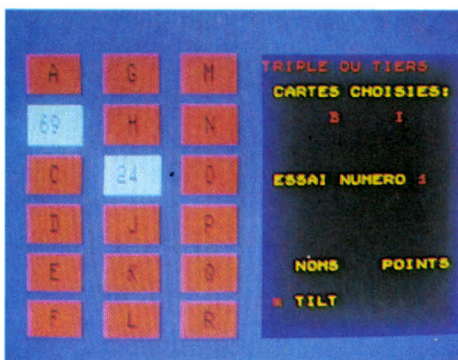 A G M
69 H N
C 24 O
D J P
E K Q
F L R
TRIPLE OU TIERS
CARTES CHOISIES:
B I
ESSAI NUMERO 1
NOMS POINTS
TILT